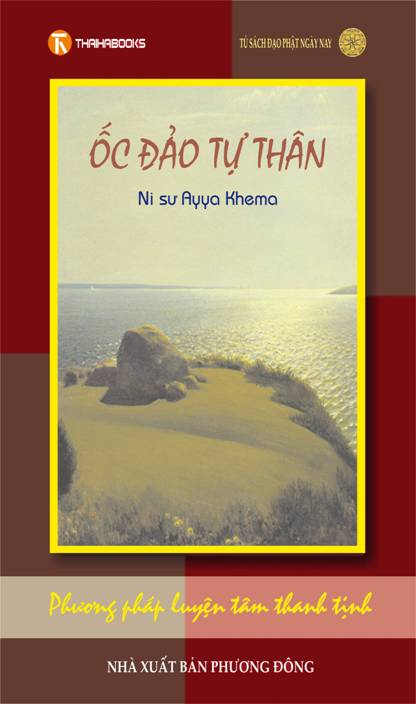 THAIHABOOKS
TỦ SÁCH ĐẠO PHẬT NGÀY NAY
ỐC ĐẢO TỰ THÂN
Ni sư Ayya Khema
Phương pháp luyện tâm thanh tịnh
NHÀ XUẤT BẢN PHƯƠNG ĐÔNG